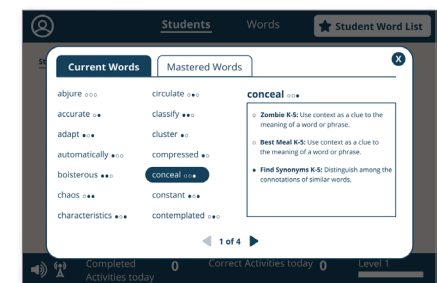 Students Words Student Word List
St
Current Words Mastered Words X
abjure
accurate
adapt
automatically
boisterous
chaos
characteristics
circulate
classify
cluster
compressed
conceal
constant
contemplated
conceal
Zombie K-5: Use context as a clue to the
meaning of a word or phrase.
Best Meal K-5: Use context as a clue to
the meaning of a word or phrase.
Find Synonyms K-5: Distinguish among the
connotations of similar words.
1 of 4
Completed
Activities today
0
Correct Activities today 0
Level 1